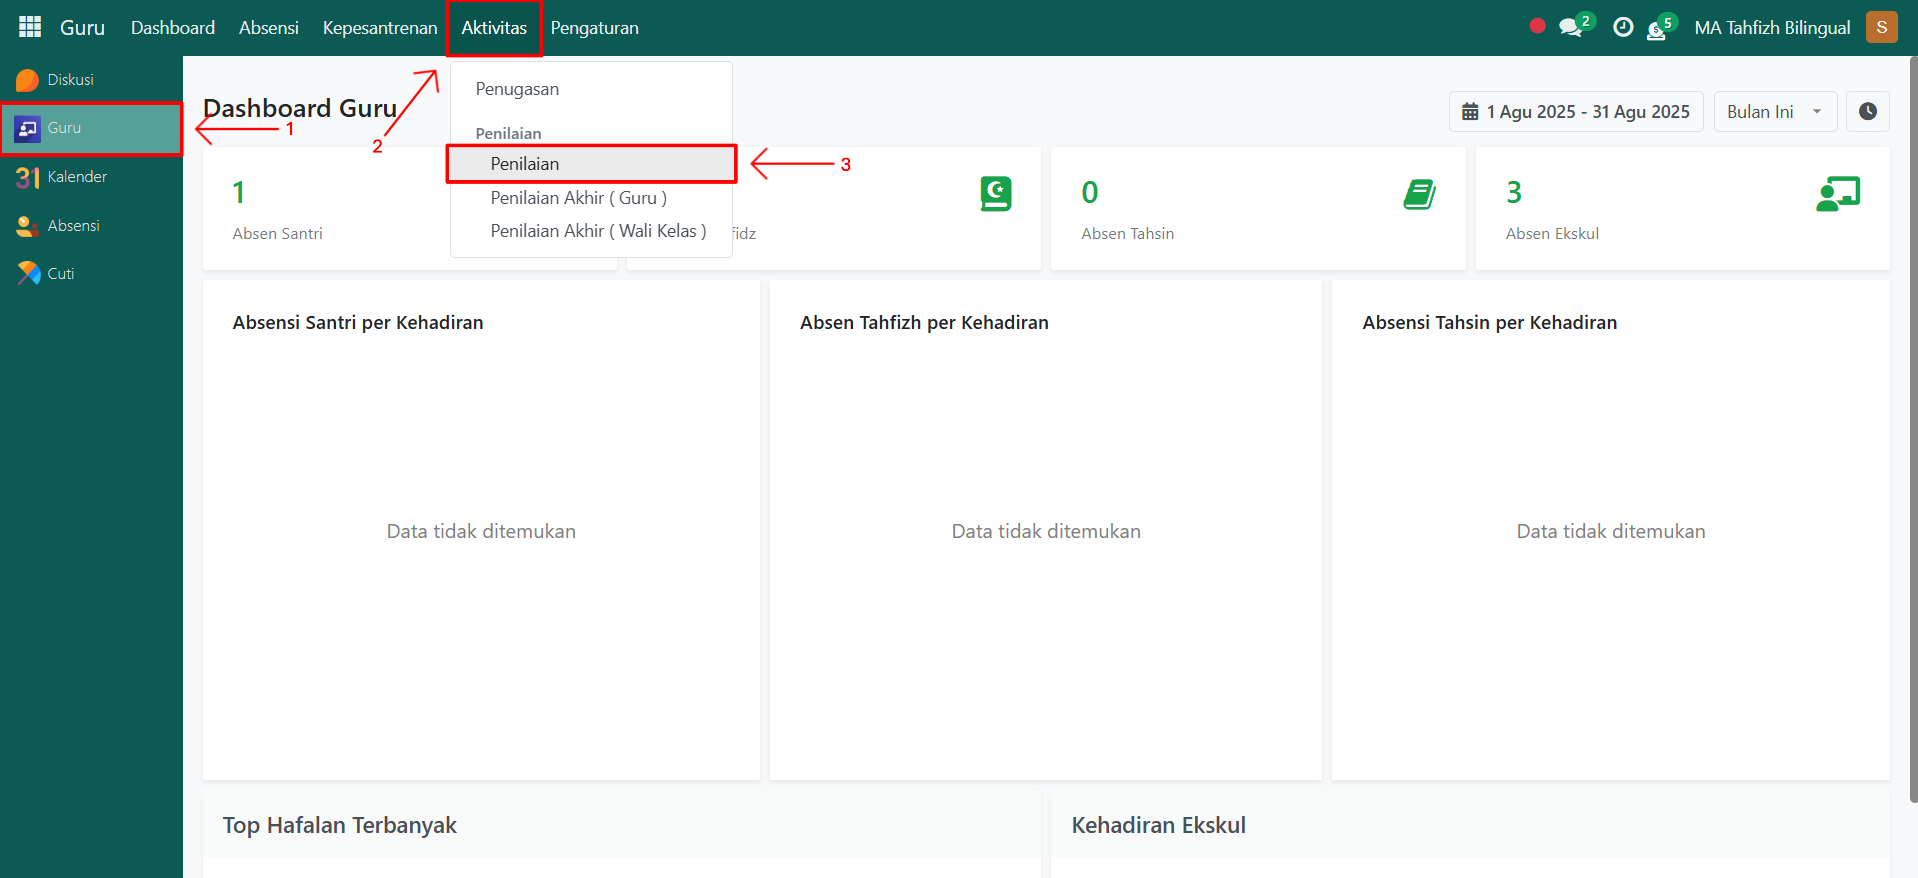 Guru Dashboard Absensi Kepesantrenan Aktivitas Pengaturan 2 5 MA Tahfizh Bilingual S
Diskusi
Guru
Kalender
Absensi
Cuti
1
2
3
Penugasan
Penilaian
Penilaian
Penilaian Akhir ( Guru )
Penilaian Akhir ( Wali Kelas )
Dashboard Guru
1 Agu 2025 - 31 Agu 2025 Bulan Ini
1
Absen Santri
fidz
0
Absen Tahsin
3
Absen Ekskul
Absensi Santri per Kehadiran
Data tidak ditemukan
Absen Tahfizh per Kehadiran
Data tidak ditemukan
Absensi Tahsin per Kehadiran
Data tidak ditemukan
Top Hafalan Terbanyak
Kehadiran Ekskul